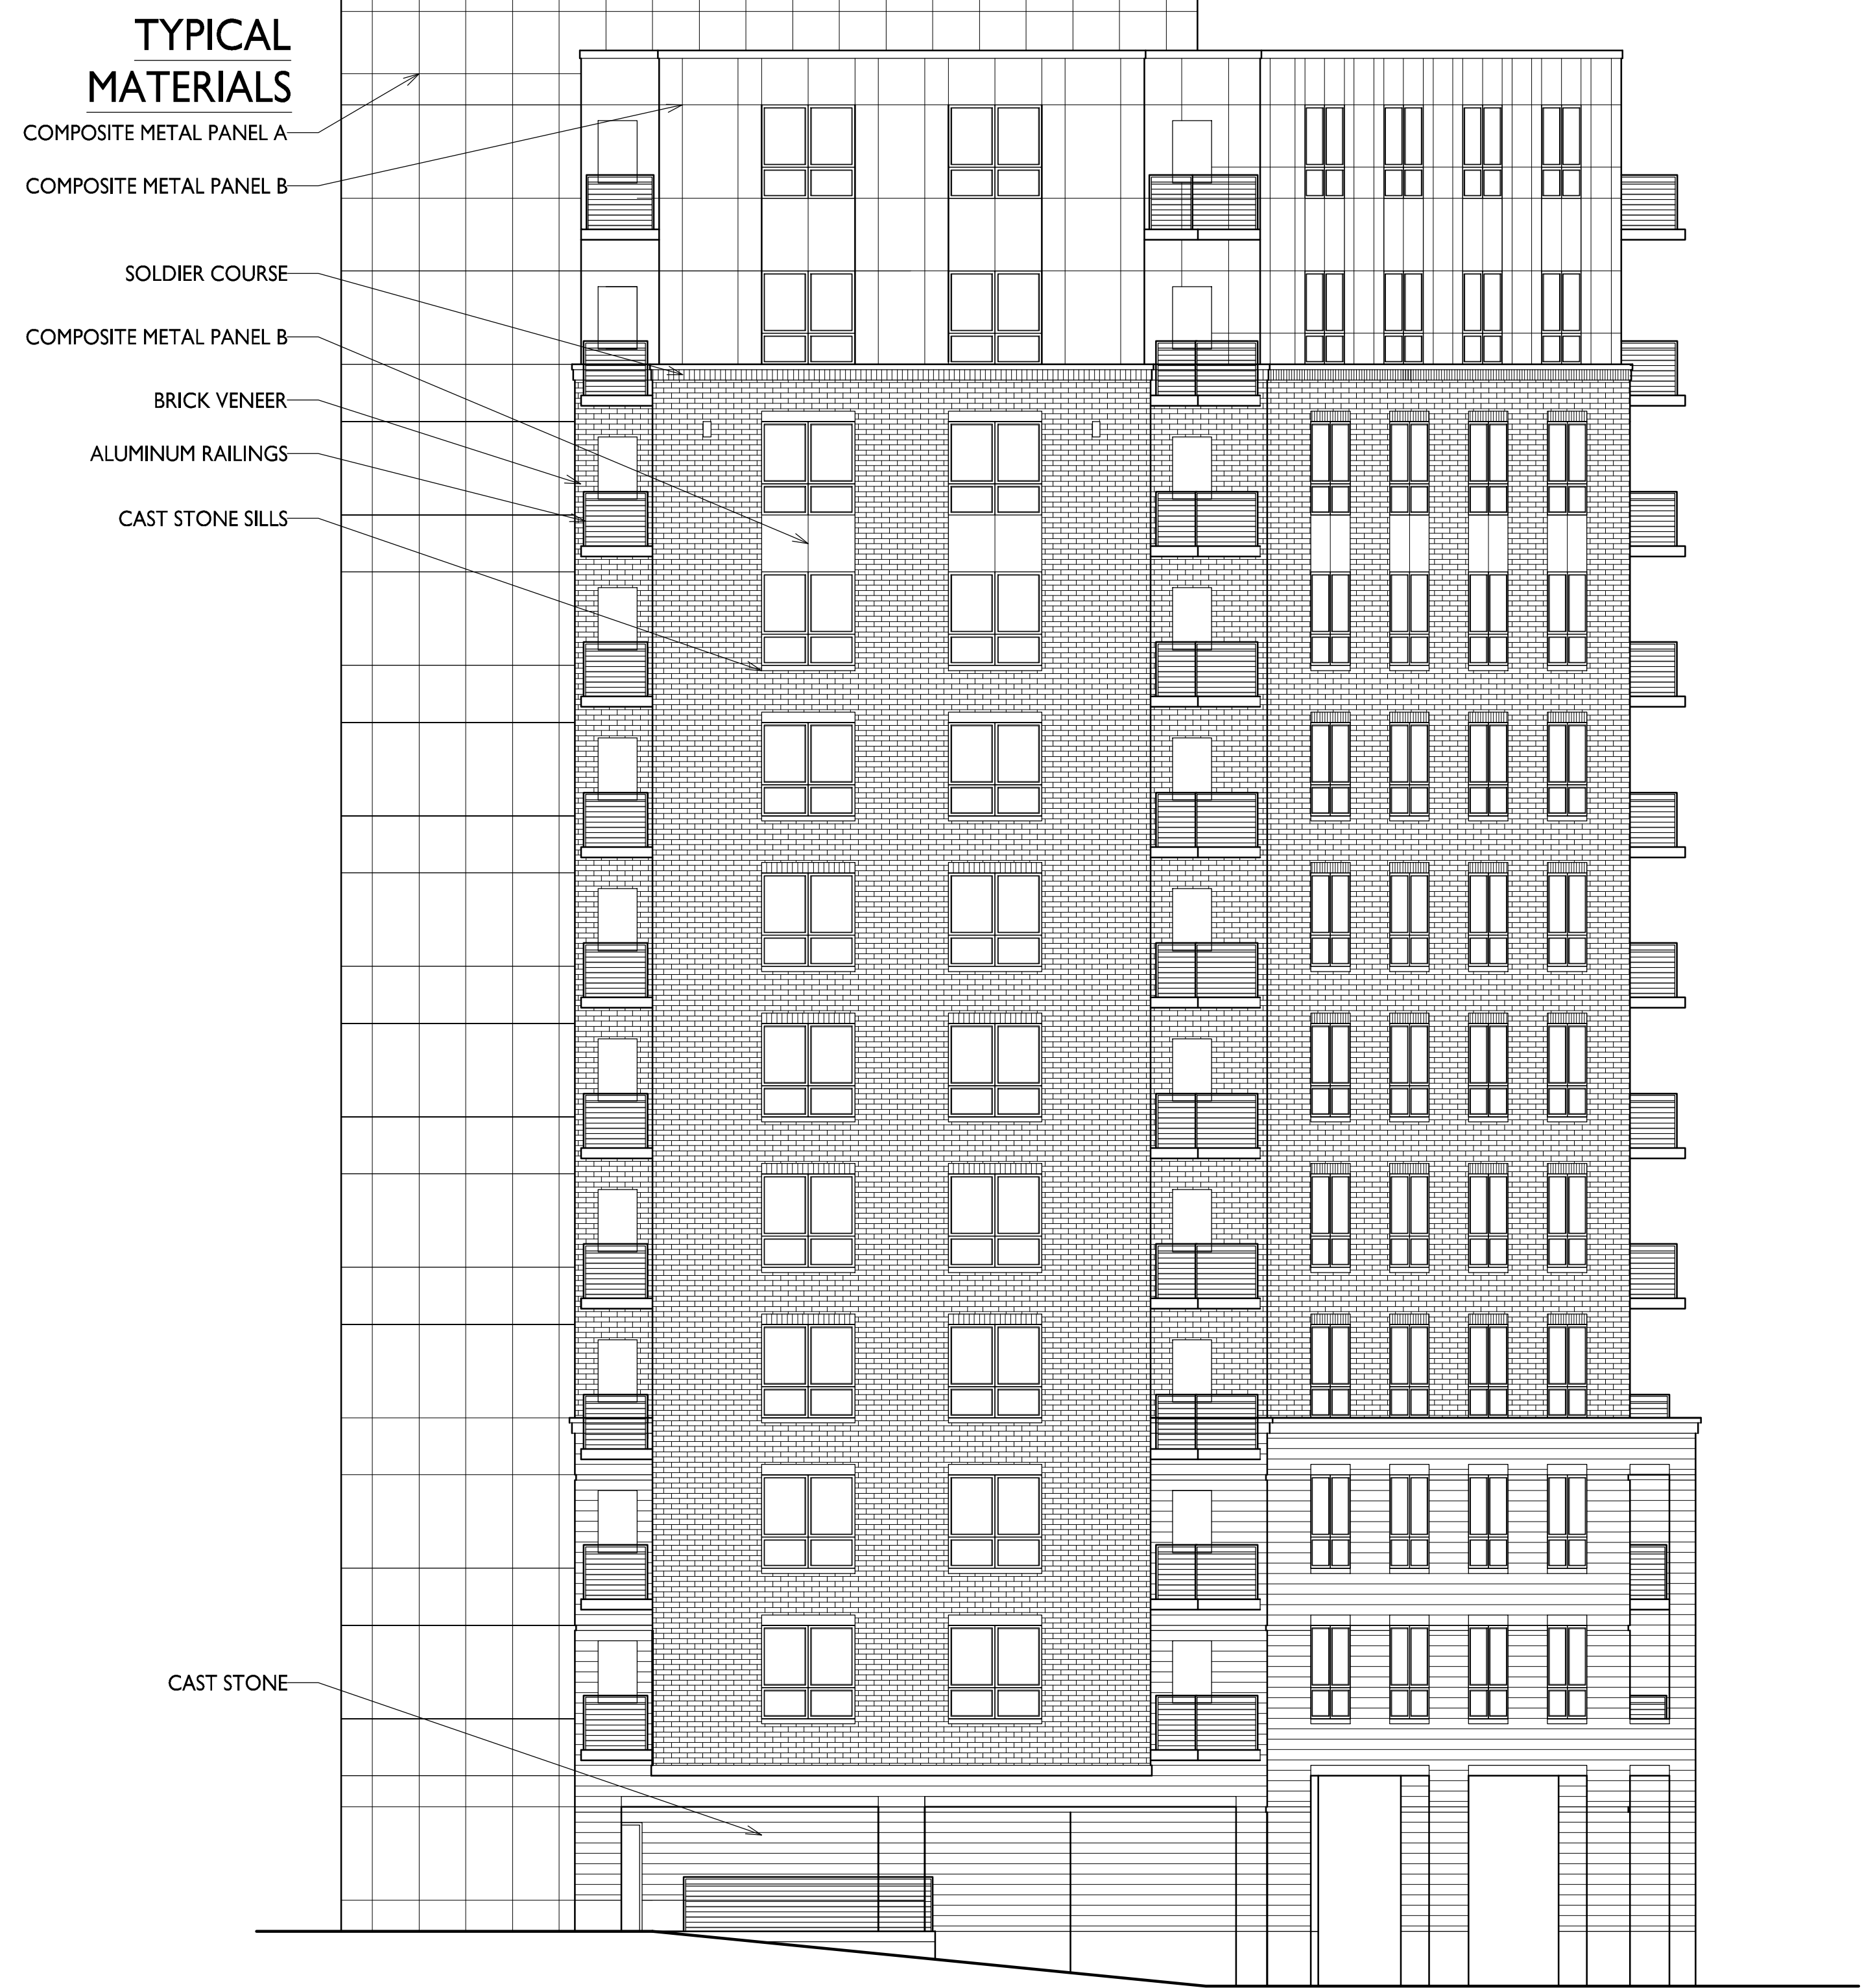 TYPICAL
MATERIALS
COMPOSITE METAL PANEL A
COMPOSITE METAL PANEL B
SOLDIER COURSE
COMPOSITE METAL PANEL B
BRICK VENEER
ALUMINUM RAILINGS
CAST STONE SILLS
CAST STONE